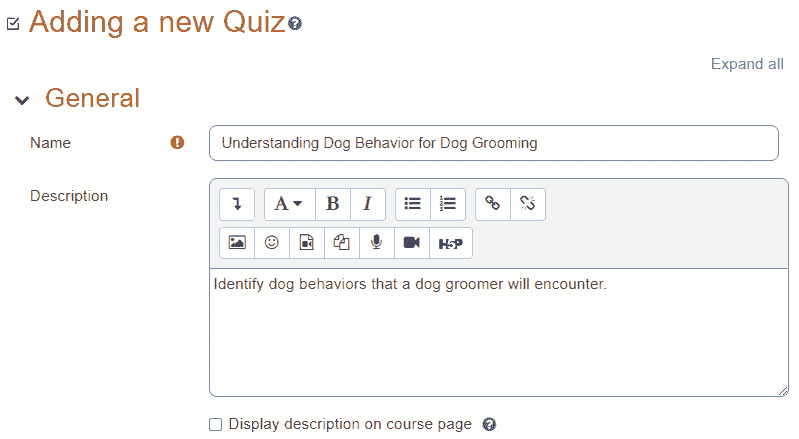 Adding a new Quiz
Expand all
General
Name
Understanding Dog Behavior for Dog Grooming
Description
A B I
H5P
Identify dog behaviors that a dog groomer will encounter.
Display description on course page